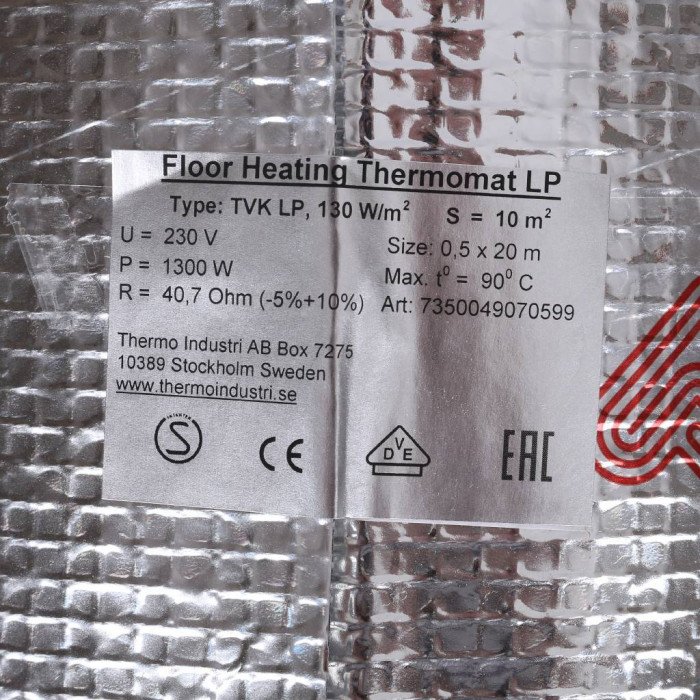 Floor Heating Thermomat LP
Type: TVK LP, 130 W/m² S = 10 m²
U = 230 V
Size: 0,5 x 20 m
P = 1300 W
Max. t⁰ = 90⁰ C
R = 40,7 Ohm (-5%+10%)
Art: 7350049070599
Thermo Industri AB Box 7275
10389 Stockholm Sweden
www.thermoindustri.se
S
CE
DVE
EAC